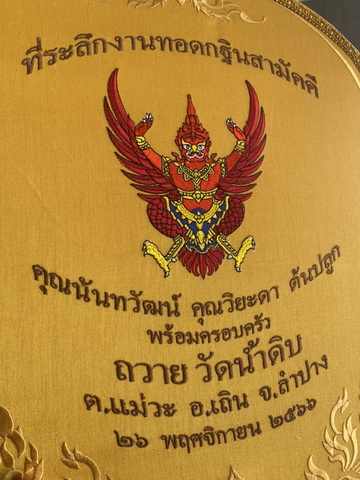 ที่ระลึกงานทอดกฐินสามัคคี
คุณนันทวัฒน์ คุณวิยะดา ต้นปลูก
พร้อมครอบครัว
ถวาย วัดน้ำดิบ
ต.แม่วะ อ.เถิน จ.ลำปาง
๒๖ พฤศจิกายน ๒๕๖๖